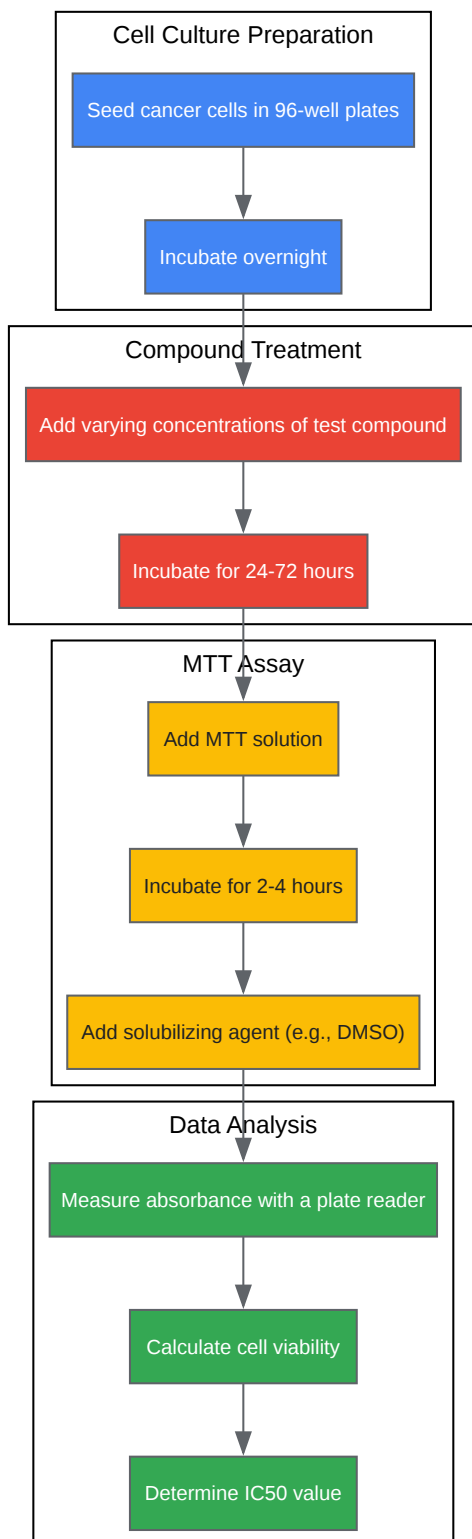 Cell Culture Preparation
Seed cancer cells in 96-well plates
Incubate overnight
Compound Treatment
Add varying concentrations of test compound
Incubate for 24-72 hours
MTT Assay
Add MTT solution
Incubate for 2-4 hours
Add solubilizing agent (e.g., DMSO)
Data Analysis
Measure absorbance with a plate reader
Calculate cell viability
Determine IC50 value